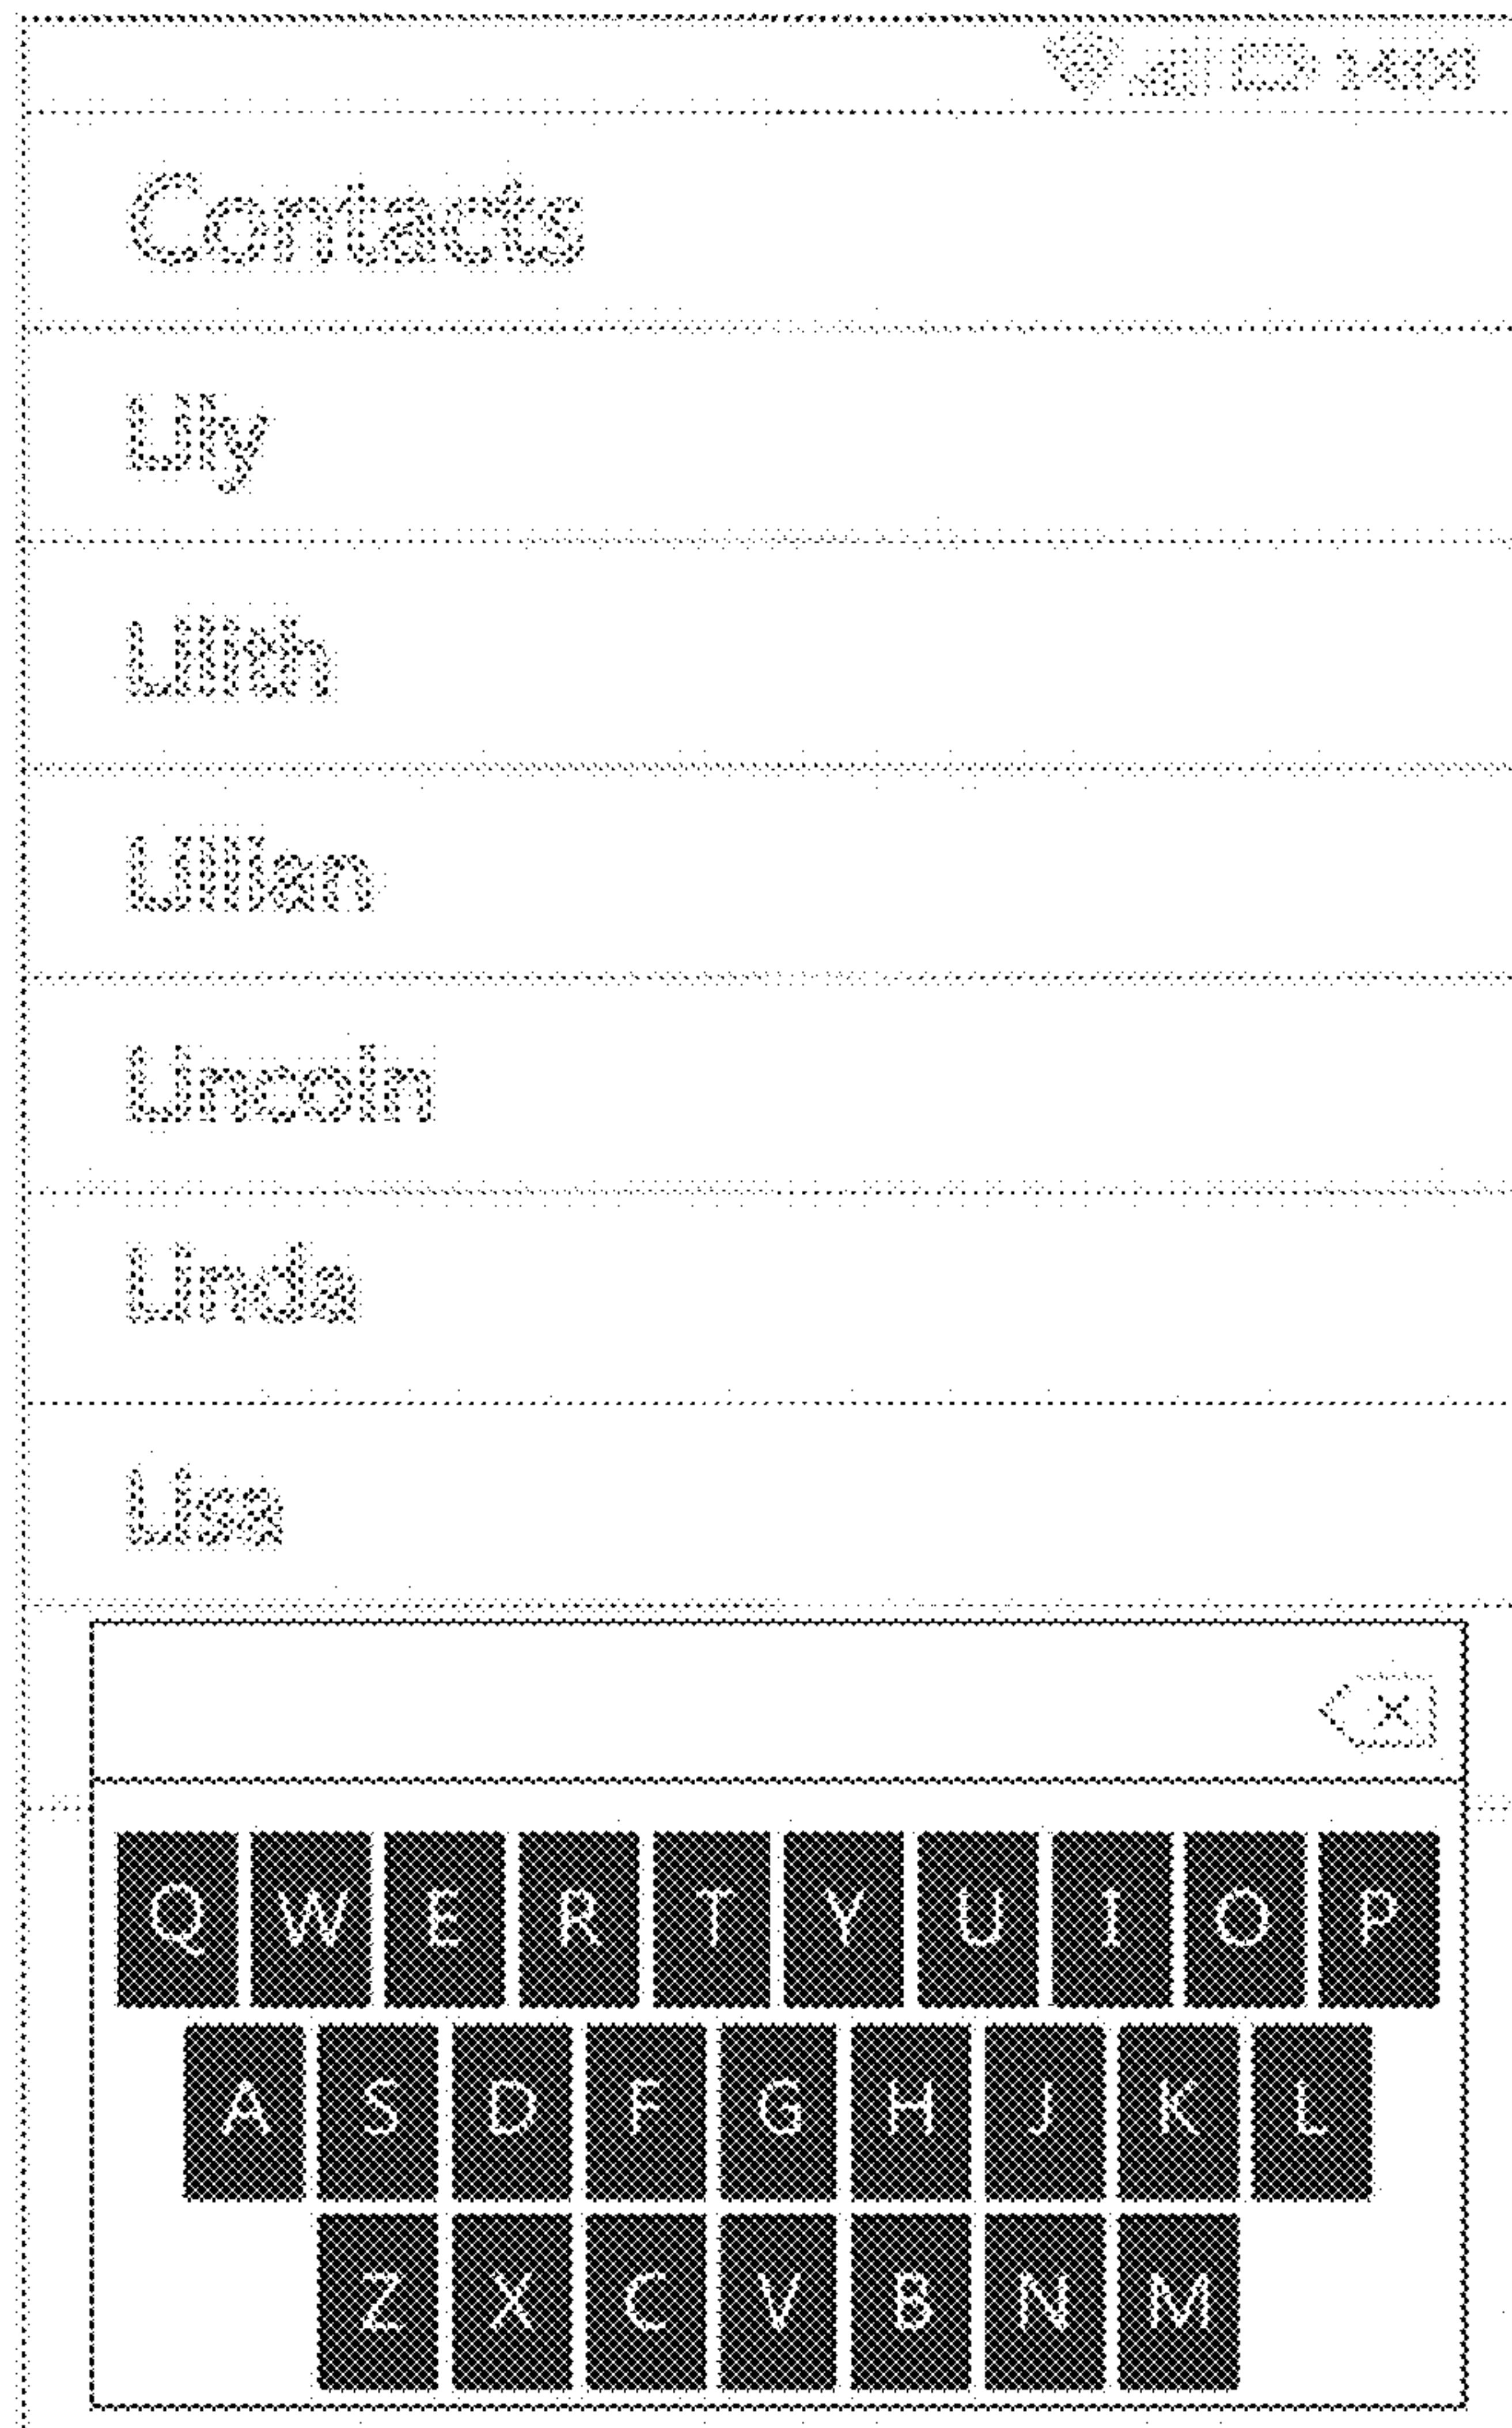 Contacts
Lily
Lilith
Lillian
Lincoln
Linda
Lisa
Q W E R T Y U I O P
A S D F G H J K L
Z X C V B N M